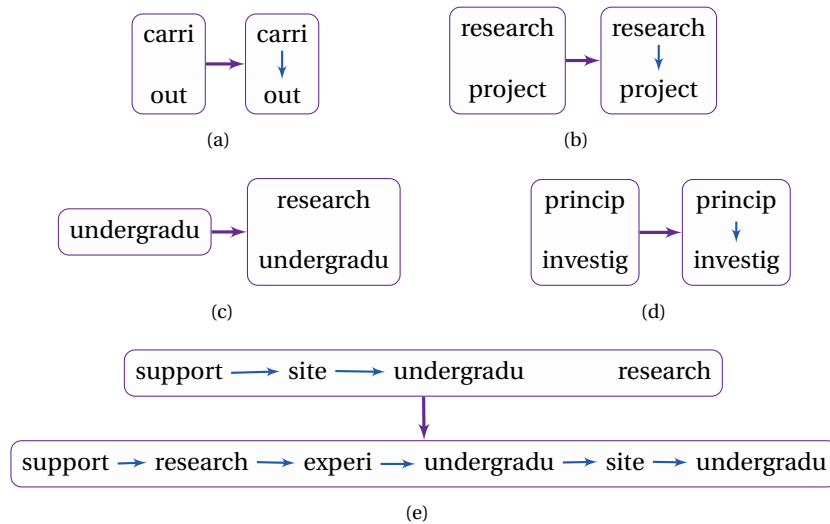 carri carri
out out
(a)
research research
project project
(b)
undergradu research
undergradu
(c)
princip princip
investig investig
(d)
support site undergradu research
support research experi undergradu site undergradu
(e)